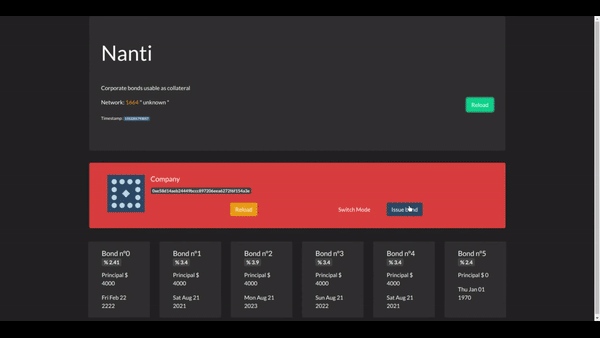 Nanti
Corporate bonds usable as collateral
Network: 1664 " unknown "
Reload
Timestamp:
Company
Reload
Switch Mode
Issue bond
Bond n°0
% 2.41
Principal $
4000
Fri Feb 22
2222
Bond n°1
% 3.4
Principal $
4000
Sat Aug 21
2021
Bond n°2
% 3.9
Principal $
4000
Mon Aug 21
2023
Bond n°3
% 3.4
Principal $
4000
Sun Aug 21
2022
Bond n°4
% 3.4
Principal $
4000
Sat Aug 21
2021
Bond n°5
% 2.4
Principal $ 0
Thu Jan 01
1970